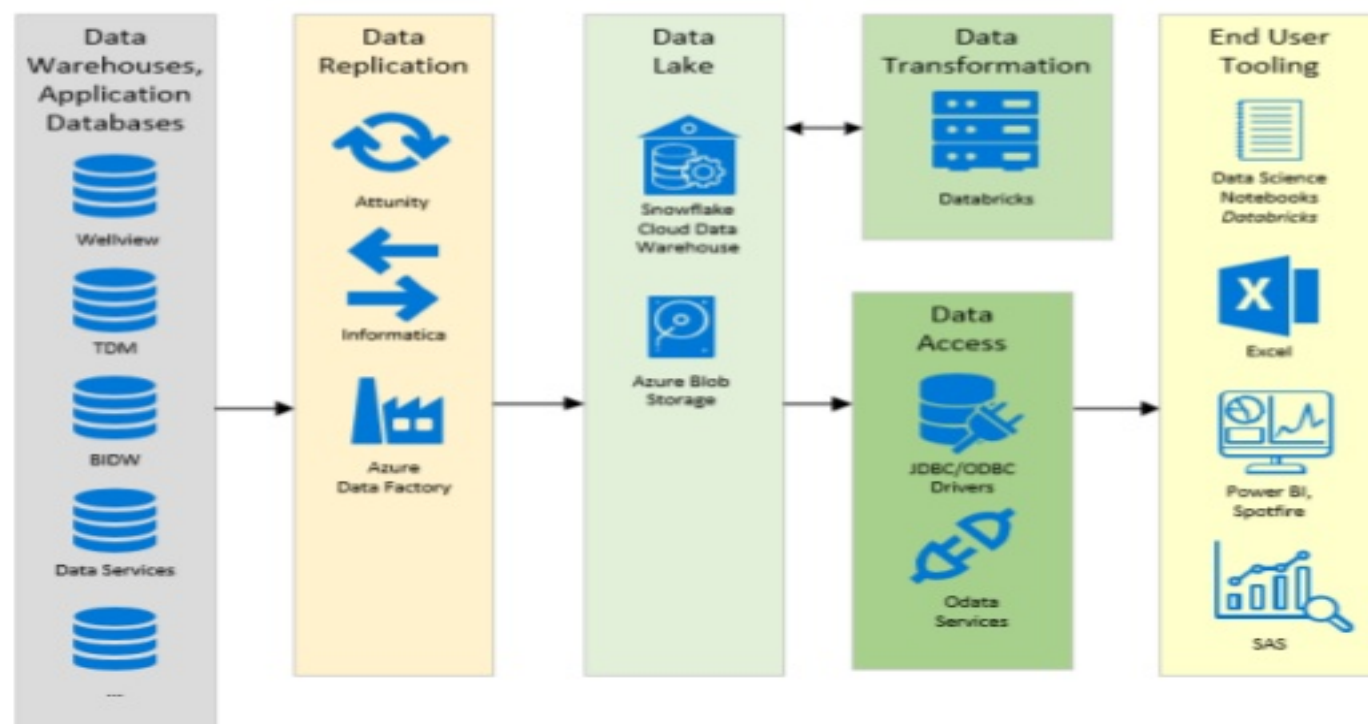 Data
Warehouses,
Application
Databases
Wellview
TDM
BIDW
Data Services
...
Data
Replication
Attunity
Informatica
Azure
Data Factory
Data
Lake
Snowflake
Cloud Data
Warehouse
Azure Blob
Storage
Data
Transformation
Databricks
Data
Access
JDBC/ODBC
Drivers
Odata
Services
End User
Tooling
Data Science
Notebooks
Databricks
X
Excel
Power BI,
Spotfire
SAS